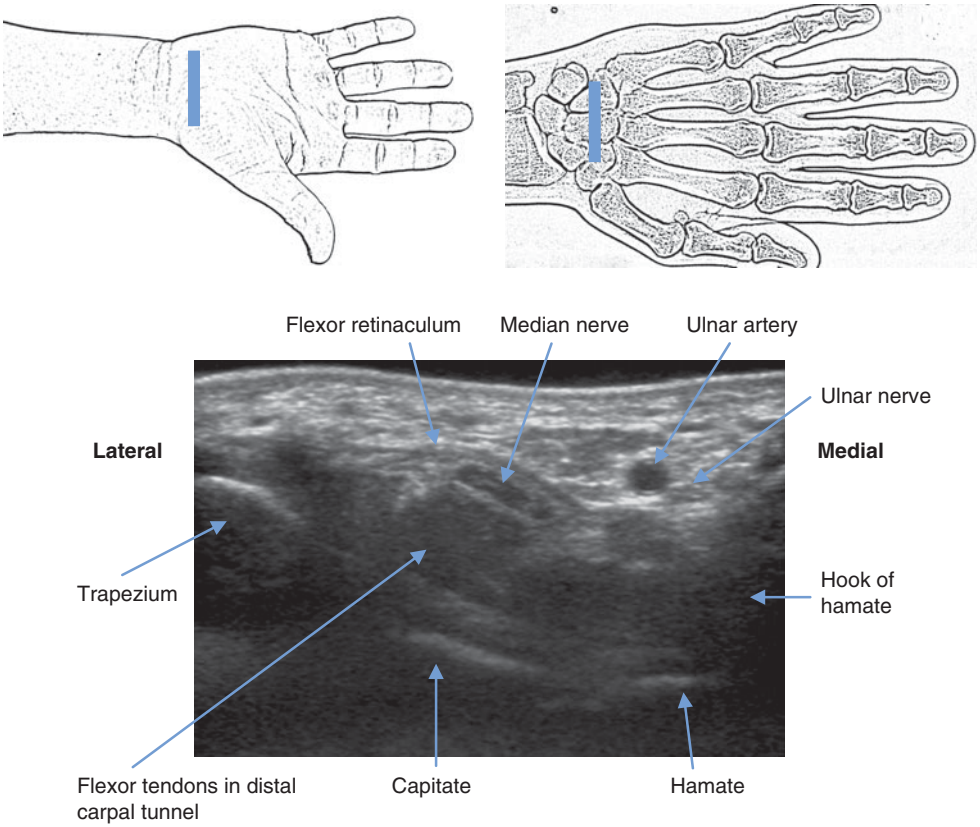 Flexor retinaculum
Median nerve
Ulnar artery
Ulnar nerve
Lateral
Medial
Trapezium
Hook of
hamate
Flexor tendons in distal
carpal tunnel
Capitate
Hamate